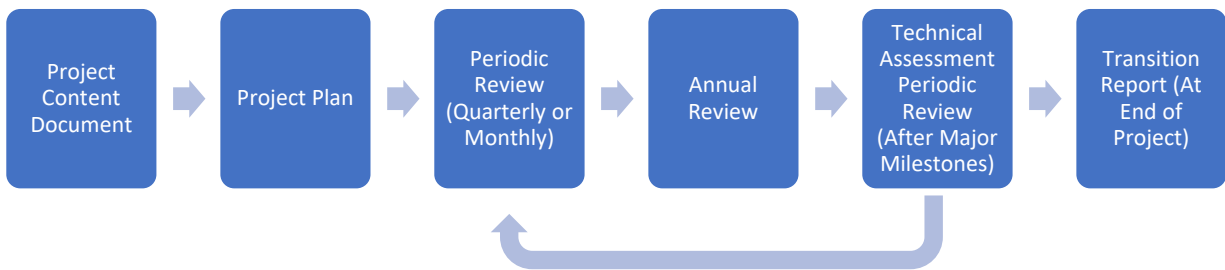 Project
Content
Document
Project Plan
Periodic
Review
(Quarterly or
Monthly)
Annual
Review
Technical
Assessment
Periodic
Review
(After Major
Milestones)
Transition
Report (At
End of
Project)